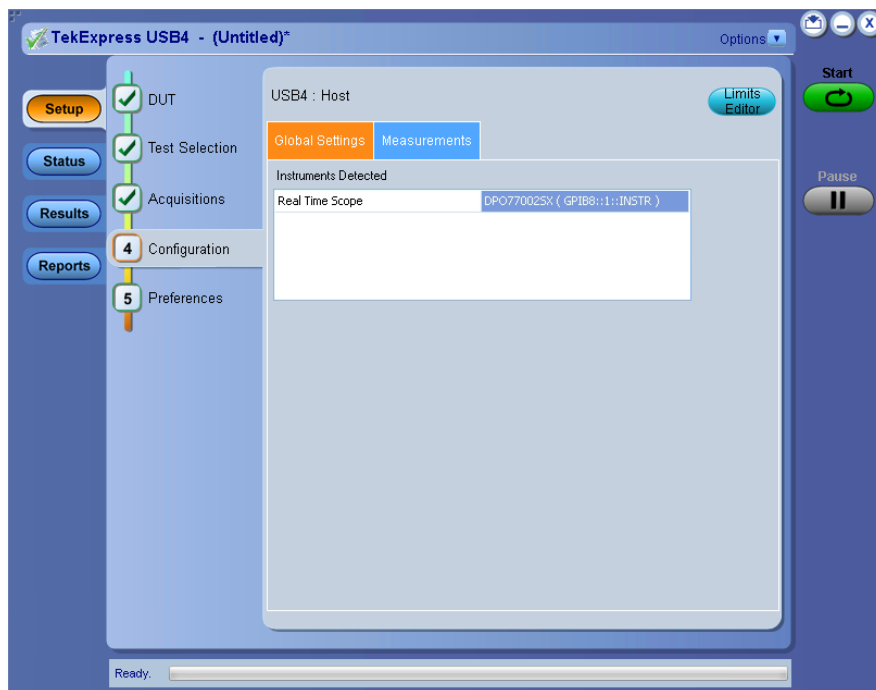 TekExpress USB4 - (Untitled)*
Options
Start
Pause
Setup
Status
Results
Reports
DUT
Test Selection
Acquisitions
4 Configuration
5 Preferences
USB4 : Host
Limits
Editor
Global Settings Measurements
Instruments Detected
Real Time Scope DPO77002SX ( GPIB8::1::INSTR )
Ready.